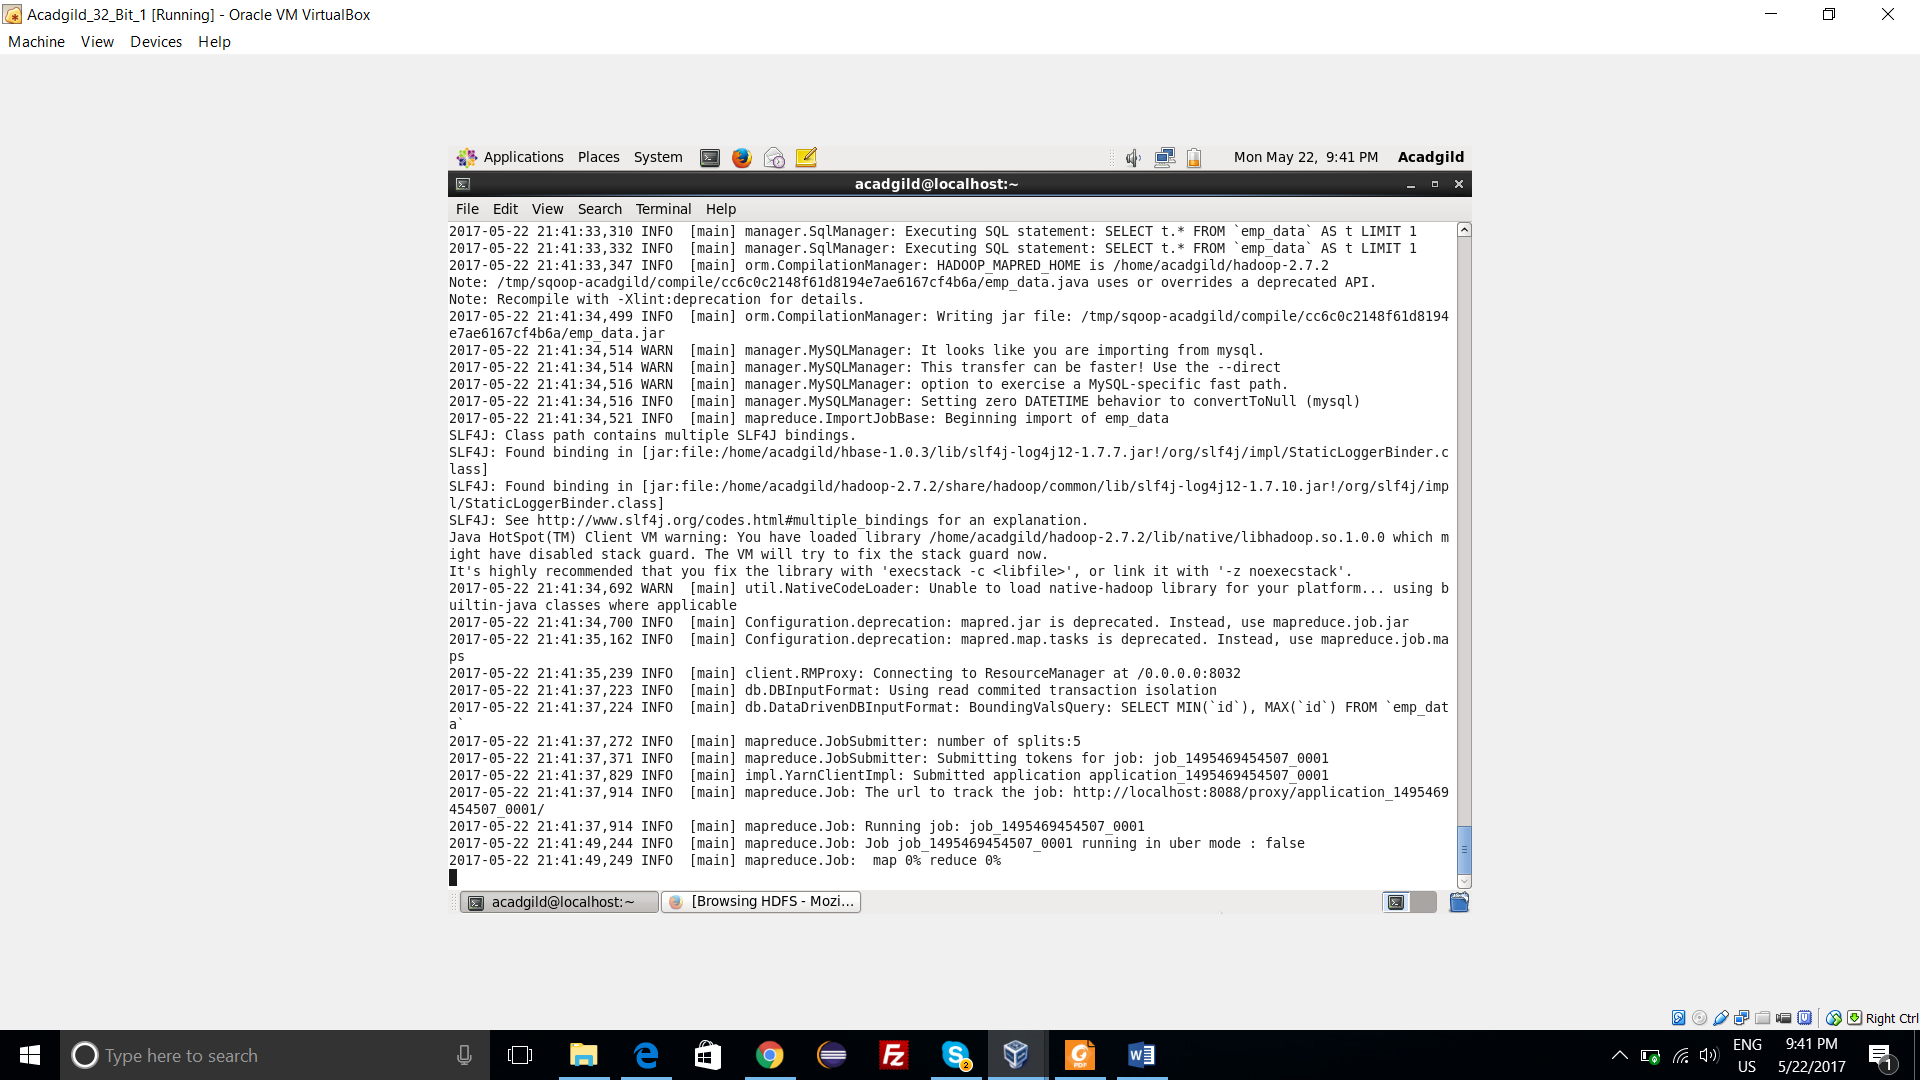 Acadgild_32_Bit_1 [Running] - Oracle VM VirtualBox
Machine View Devices Help
Applications Places System Mon May 22, 9:41 PM Acadgild
acadgild@localhost:~
File Edit View Search Terminal Help
2017-05-22 21:41:33,310 INFO  [main] manager.SqlManager: Executing SQL statement: SELECT t.* FROM `emp_data` AS t LIMIT 1
2017-05-22 21:41:33,332 INFO  [main] manager.SqlManager: Executing SQL statement: SELECT t.* FROM `emp_data` AS t LIMIT 1
2017-05-22 21:41:33,347 INFO  [main] orm.CompilationManager: HADOOP_MAPRED_HOME is /home/acadgild/hadoop-2.7.2
Note: /tmp/sqoop-acadgild/compile/cc6c0c2148f61d8194e7ae6167cf4b6a/emp_data.java uses or overrides a deprecated API.
Note: Recompile with -Xlint:deprecation for details.
2017-05-22 21:41:34,499 INFO  [main] orm.CompilationManager: Writing jar file: /tmp/sqoop-acadgild/compile/cc6c0c2148f61d8194
e7ae6167cf4b6a/emp_data.jar
2017-05-22 21:41:34,514 WARN  [main] manager.MySQLManager: It looks like you are importing from mysql.
2017-05-22 21:41:34,514 WARN  [main] manager.MySQLManager: This transfer can be faster! Use the --direct
2017-05-22 21:41:34,516 WARN  [main] manager.MySQLManager: option to exercise a MySQL-specific fast path.
2017-05-22 21:41:34,516 INFO  [main] manager.MySQLManager: Setting zero DATETIME behavior to convertToNull (mysql)
2017-05-22 21:41:34,521 INFO  [main] mapreduce.ImportJobBase: Beginning import of emp_data
SLF4J: Class path contains multiple SLF4J bindings.
SLF4J: Found binding in [jar:file:/home/acadgild/hbase-1.0.3/lib/slf4j-log4j12-1.7.7.jar!/org/slf4j/impl/StaticLoggerBinder.c
lass]
SLF4J: Found binding in [jar:file:/home/acadgild/hadoop-2.7.2/share/hadoop/common/lib/slf4j-log4j12-1.7.10.jar!/org/slf4j/imp
l/StaticLoggerBinder.class]
SLF4J: See http://www.slf4j.org/codes.html#multiple_bindings for an explanation.
Java HotSpot(TM) Client VM warning: You have loaded library /home/acadgild/hadoop-2.7.2/lib/native/libhadoop.so.1.0.0 which m
ight have disabled stack guard. The VM will try to fix the stack guard now.
It's highly recommended that you fix the library with 'execstack -c <libfile>', or link it with '-z noexecstack'.
2017-05-22 21:41:34,692 WARN  [main] util.NativeCodeLoader: Unable to load native-hadoop library for your platform... using b
uiltin-java classes where applicable
2017-05-22 21:41:34,700 INFO  [main] Configuration.deprecation: mapred.jar is deprecated. Instead, use mapreduce.job.jar
2017-05-22 21:41:35,162 INFO  [main] Configuration.deprecation: mapred.map.tasks is deprecated. Instead, use mapreduce.job.ma
ps
2017-05-22 21:41:35,239 INFO  [main] client.RMProxy: Connecting to ResourceManager at /0.0.0.0:8032
2017-05-22 21:41:37,223 INFO  [main] db.DBInputFormat: Using read commited transaction isolation
2017-05-22 21:41:37,224 INFO  [main] db.DataDrivenDBInputFormat: BoundingValsQuery: SELECT MIN(`id`), MAX(`id`) FROM `emp_dat
a`
2017-05-22 21:41:37,272 INFO  [main] mapreduce.JobSubmitter: number of splits:5
2017-05-22 21:41:37,371 INFO  [main] mapreduce.JobSubmitter: Submitting tokens for job: job_1495469454507_0001
2017-05-22 21:41:37,829 INFO  [main] impl.YarnClientImpl: Submitted application application_1495469454507_0001
2017-05-22 21:41:37,914 INFO  [main] mapreduce.Job: The url to track the job: http://localhost:8088/proxy/application_1495469
454507_0001/
2017-05-22 21:41:37,914 INFO  [main] mapreduce.Job: Running job: job_1495469454507_0001
2017-05-22 21:41:49,244 INFO  [main] mapreduce.Job: Job job_1495469454507_0001 running in uber mode : false
2017-05-22 21:41:49,249 INFO  [main] mapreduce.Job:  map 0% reduce 0%
acadgild@localhost:~ [Browsing HDFS - Mozi...
Right Ctrl
Type here to search
ENG
US
9:41 PM
5/22/2017